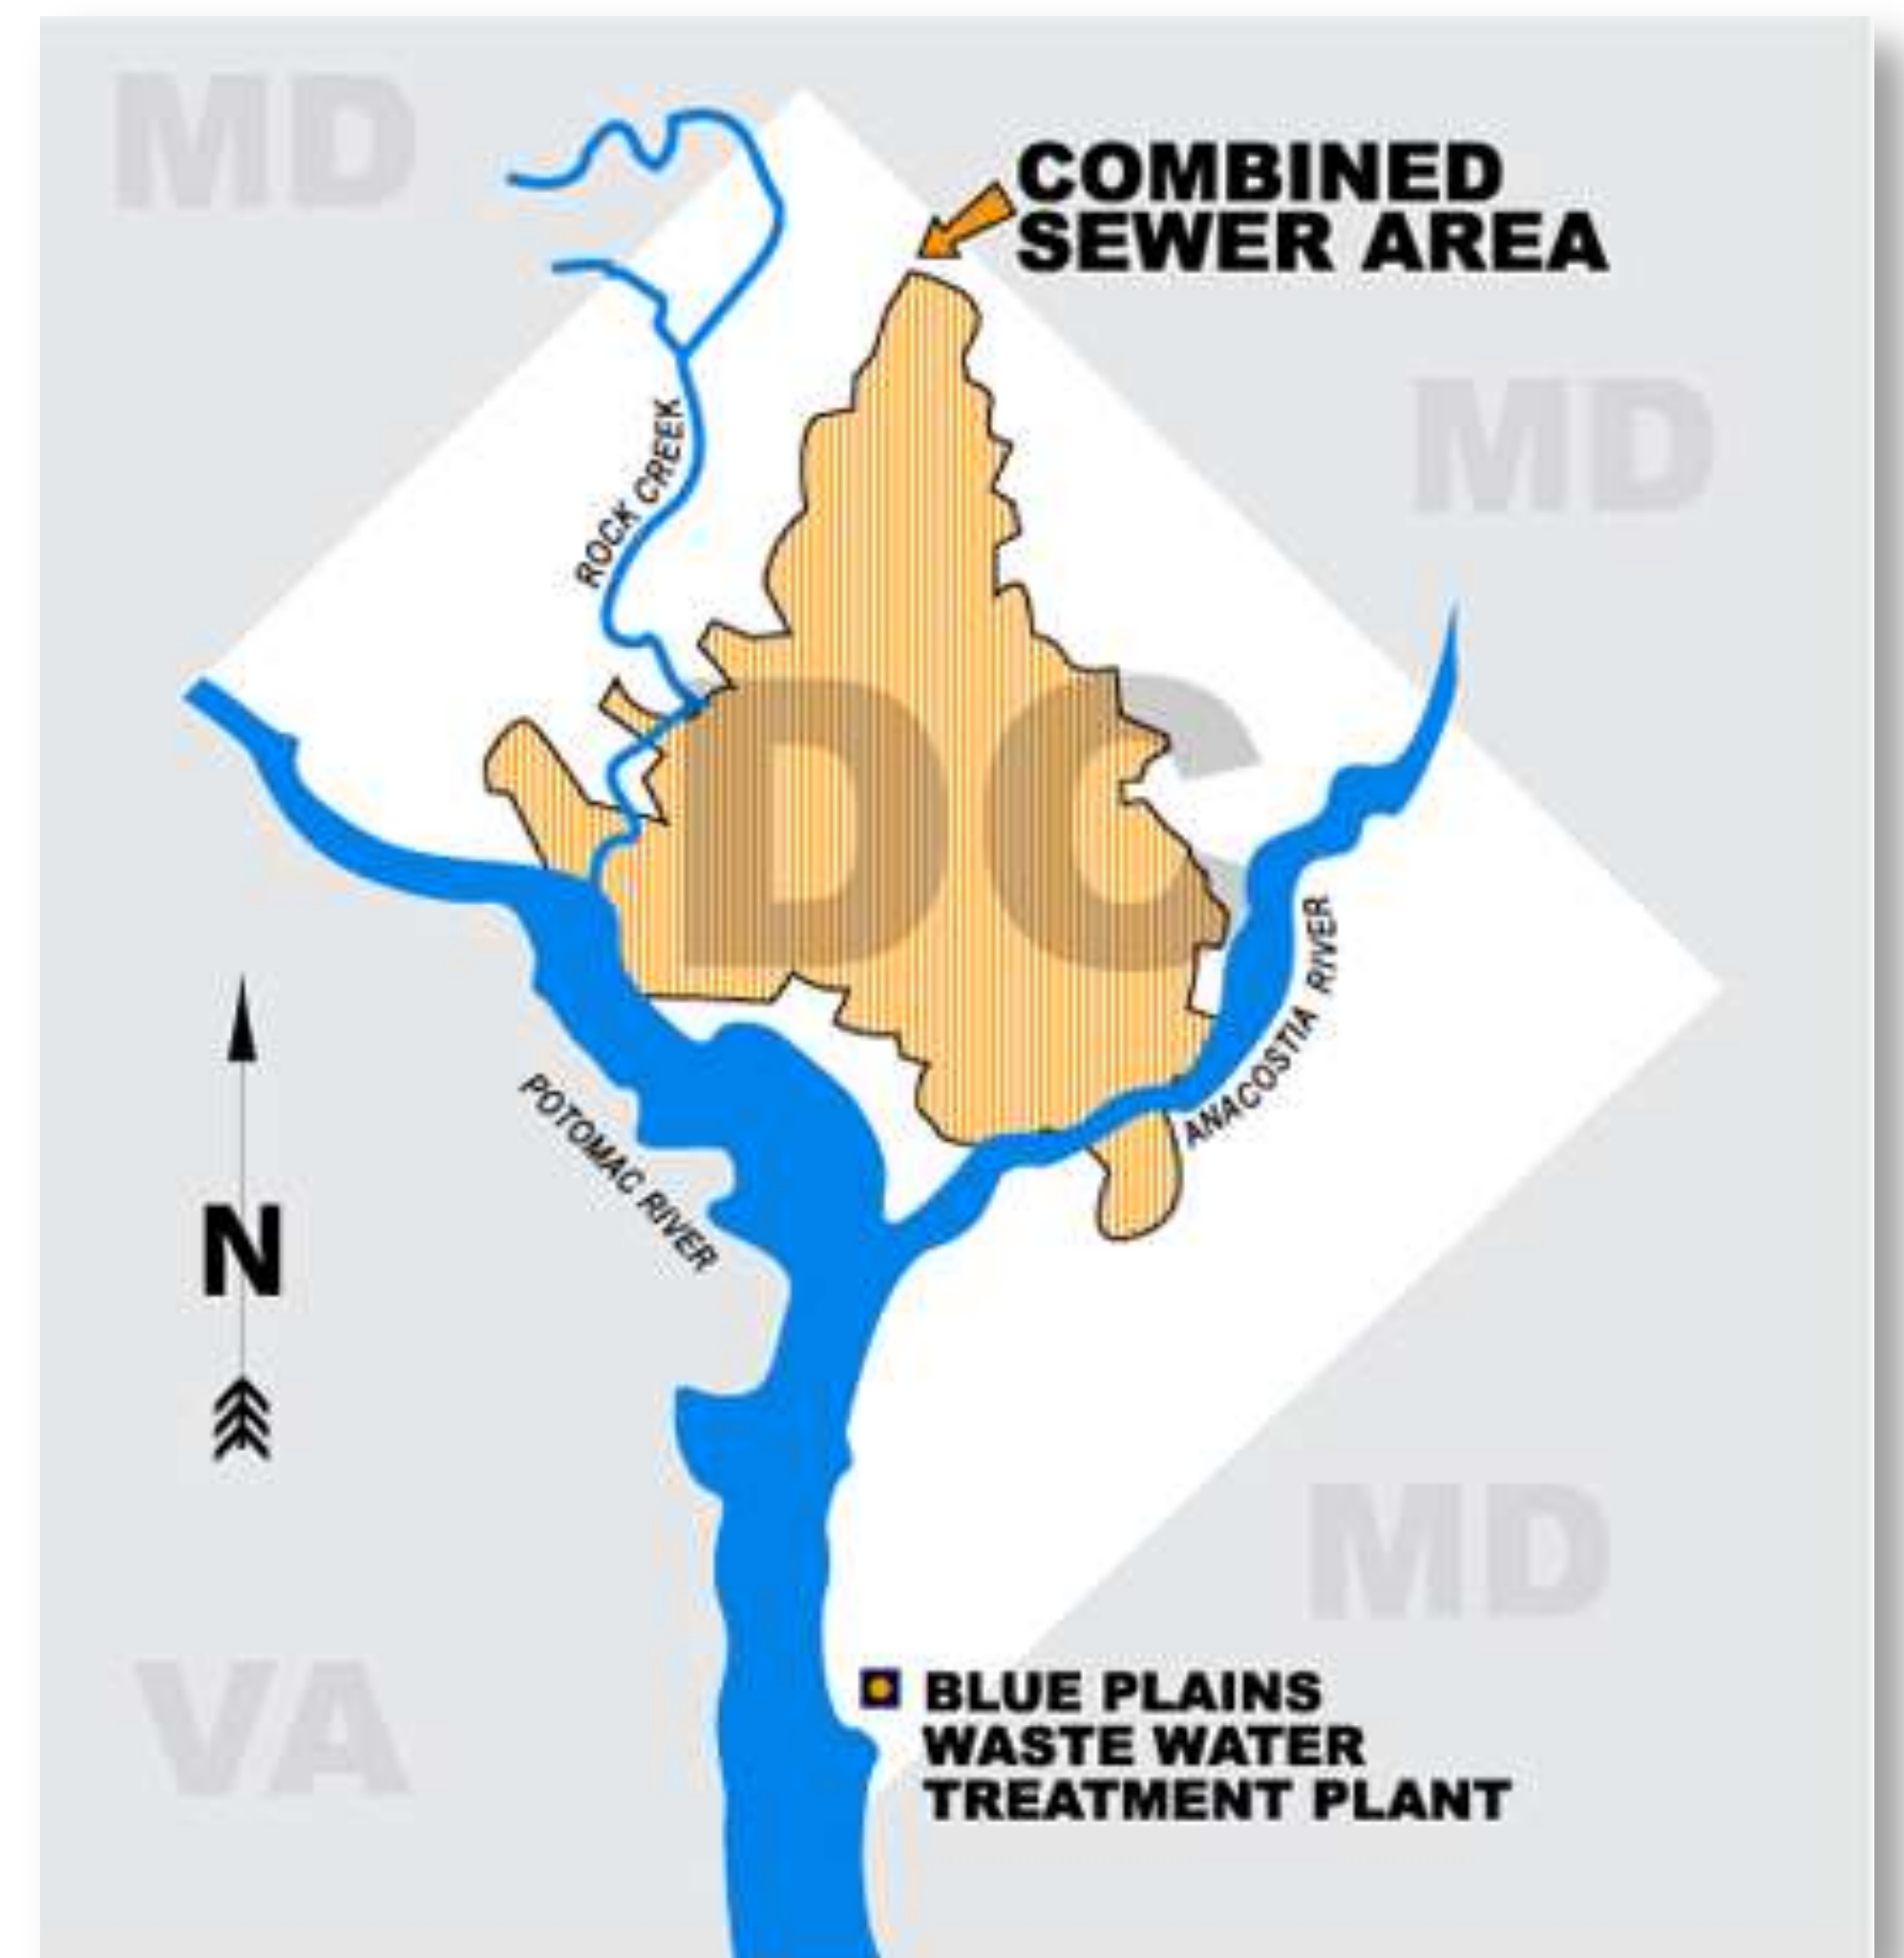 MD
COMBINED
SEWER AREA
MD
ROCK CREEK
DC
ANACOSTIA RIVER
POTOMAC RIVER
N
MD
VA
BLUE PLAINS
WASTE WATER
TREATMENT PLANT